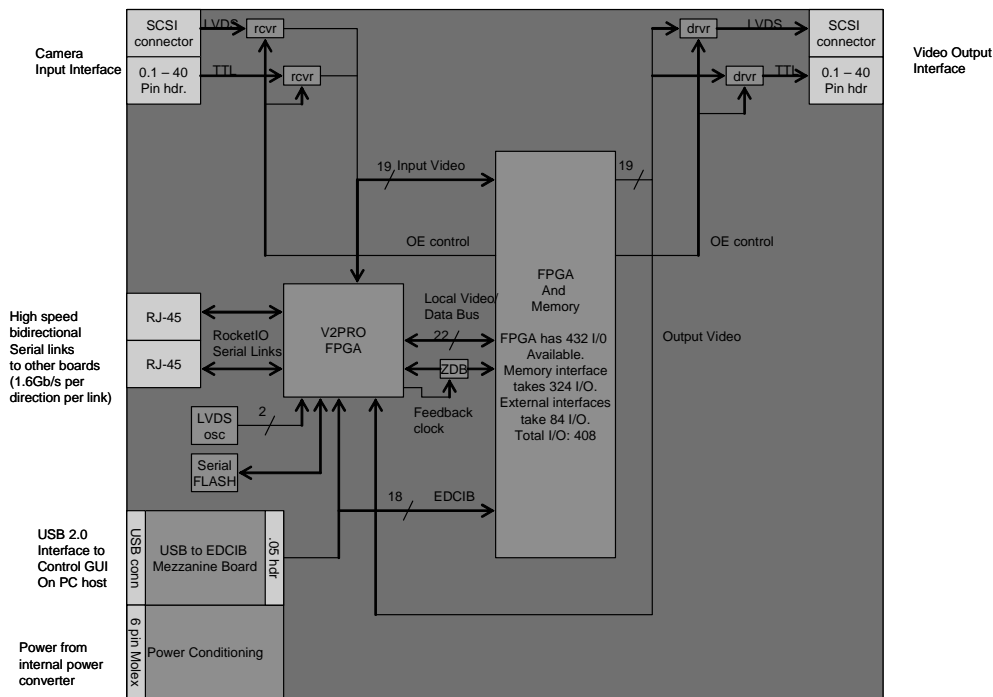 Camera
Input Interface
SCSI
connector
LVDS
rcvr
0.1 – 40
Pin hdr.
TTL
rcvr
drvr
LVDS
SCSI
connector
drvr
TTL
0.1 – 40
Pin hdr
Video Output
Interface
19
Input Video
19
OE control
OE control
High speed
bidirectional
Serial links
to other boards
(1.6Gb/s per
direction per link)
RJ-45
RJ-45
RocketIO
Serial Links
V2PRO
FPGA
Local Video/
Data Bus
22
ZDB
Feedback
clock
FPGA
And
Memory
FPGA has 432 I/0
Available.
Memory interface
takes 324 I/O.
External interfaces
take 84 I/O.
Total I/O: 408
Output Video
LVDS
osc
2
Serial
FLASH
18
EDCIB
USB 2.0
Interface to
Control GUI
On PC host
USB conn
USB to EDCIB
Mezzanine Board
.05 hdr
Power from
internal power
converter
6 pin Molex
Power Conditioning